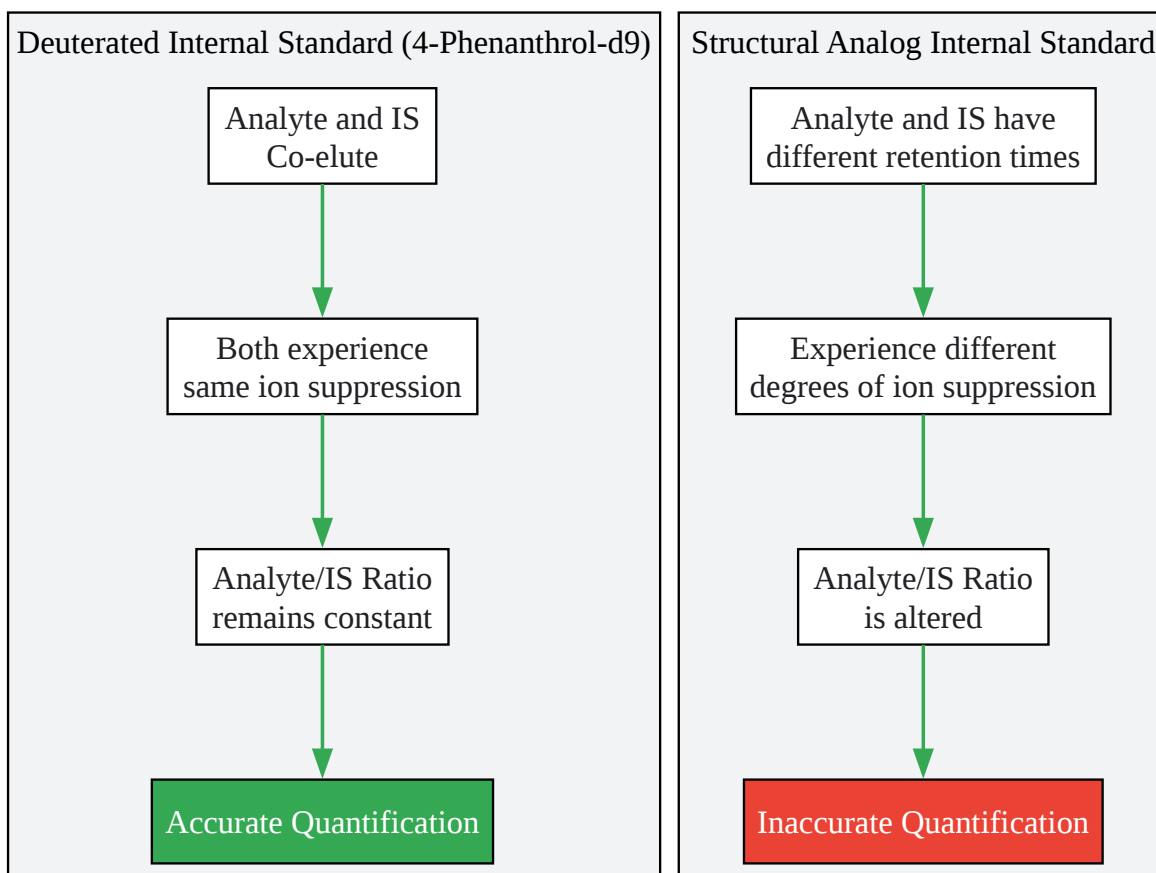 Deuterated Internal Standard (4-Phenanthrol-d9)
Analyte and IS
Co-elute
Both experience
same ion suppression
Analyte/IS Ratio
remains constant
Accurate Quantification
Structural Analog Internal Standard
Analyte and IS have
different retention times
Experience different
degrees of ion suppression
Analyte/IS Ratio
is altered
Inaccurate Quantification